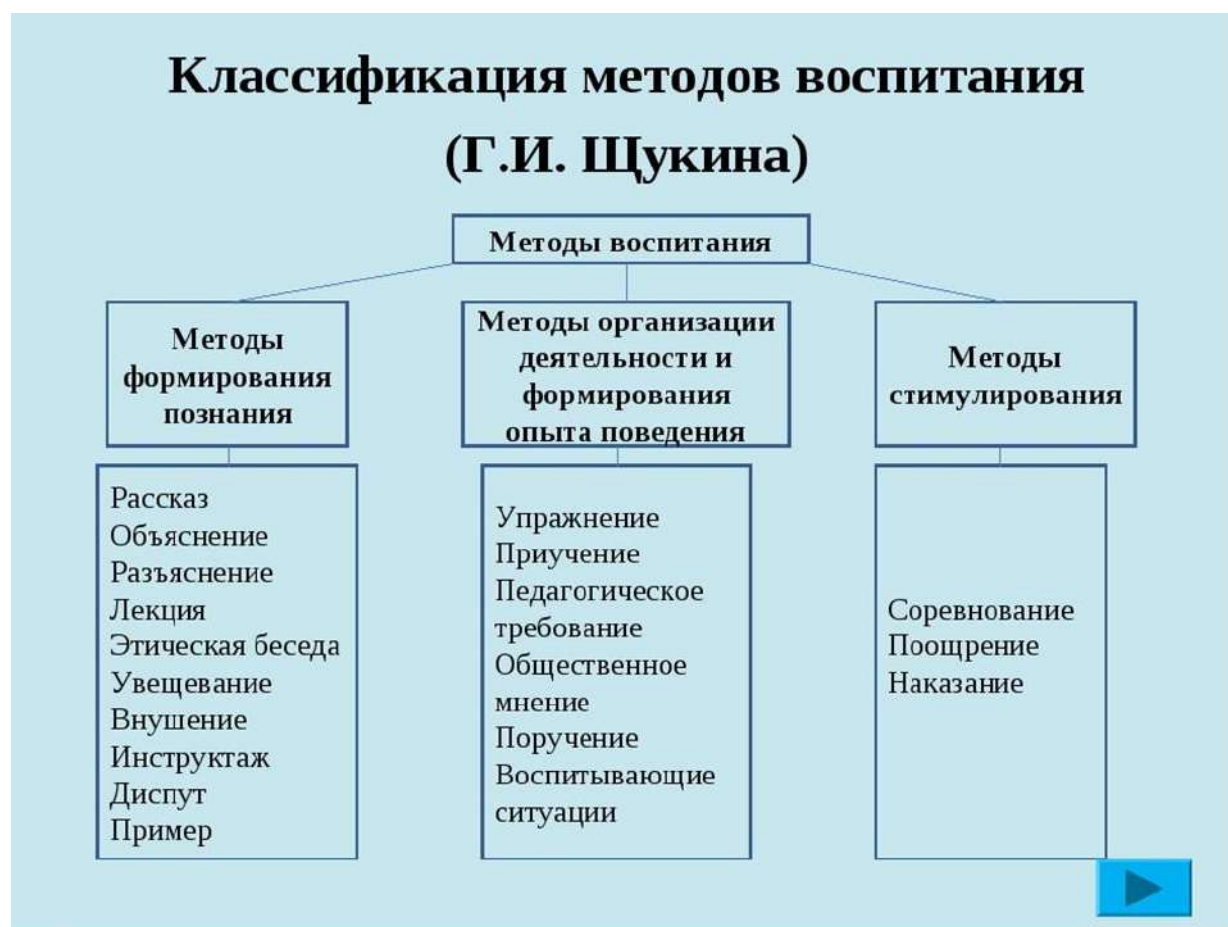 Классификация методов воспитания
(Г.И. Щукина)
Методы воспитания
Методы
формирования
познания
Методы организации
деятельности и
формирования
опыта поведения
Методы
стимулирования
Рассказ
Объяснение
Разъяснение
Лекция
Этическая беседа
Увещевание
Внушение
Инструктаж
Диспут
Пример
Упражнение
Приучение
Педагогическое
требование
Общественное
мнение
Поручение
Воспитывающие
ситуации
Соревнование
Поощрение
Наказание